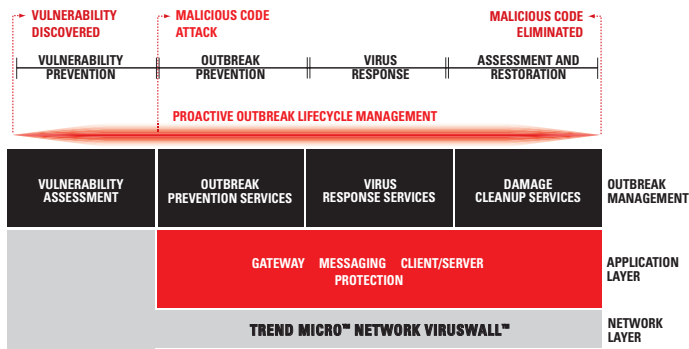 VULNERABILITY
DISCOVERED
MALICIOUS CODE
ATTACK
MALICIOUS CODE
ELIMINATED
VULNERABILITY
PREVENTION
OUTBREAK
PREVENTION
VIRUS
RESPONSE
ASSESSMENT AND
RESTORATION
PROACTIVE OUTBREAK LIFECYCLE MANAGEMENT
VULNERABILITY
ASSESSMENT
OUTBREAK
PREVENTION SERVICES
VIRUS
RESPONSE SERVICES
DAMAGE
CLEANUP SERVICES
OUTBREAK
MANAGEMENT
GATEWAY MESSAGING CLIENT/SERVER
PROTECTION
APPLICATION
LAYER
TREND MICRO™ NETWORK VIRUSWALL™
NETWORK
LAYER